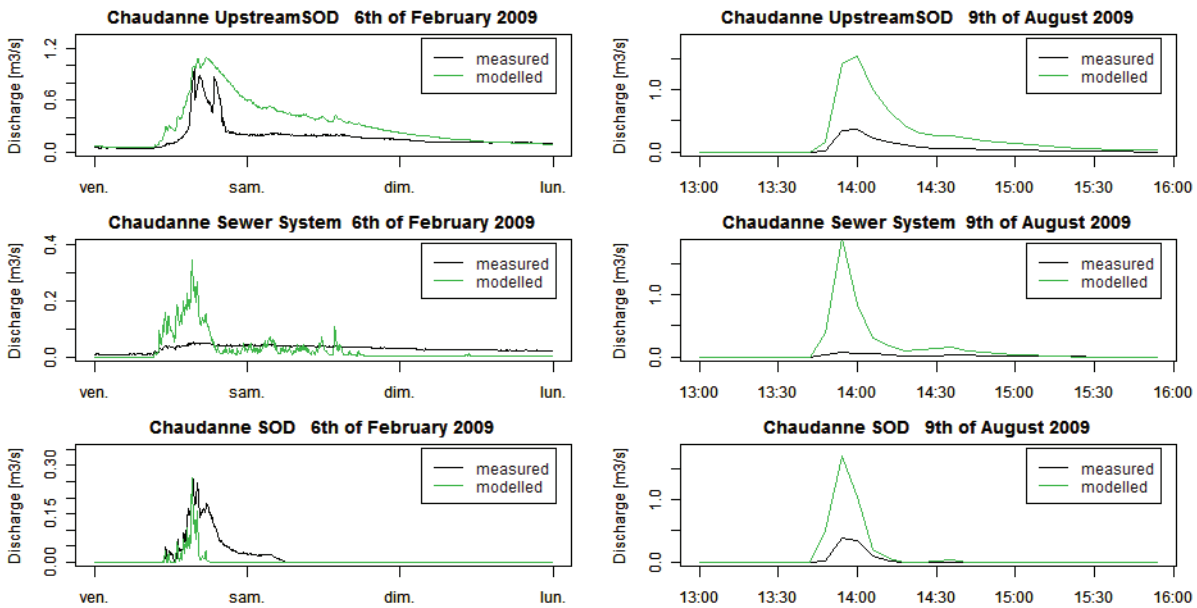 Chaudanne UpstreamSOD 6th of February 2009
Discharge [m3/s]
0.0 0.6 1.2
measured
modelled
ven. sam. dim. lun.
Chaudanne UpstreamSOD 9th of August 2009
Discharge [m3/s]
0.0 1.0
measured
modelled
13:00 13:30 14:00 14:30 15:00 15:30 16:00
Chaudanne Sewer System 6th of February 2009
Discharge [m3/s]
0.0 0.2 0.4
measured
modelled
ven. sam. dim. lun.
Chaudanne Sewer System 9th of August 2009
Discharge [m3/s]
0.0 1.0
measured
modelled
13:00 13:30 14:00 14:30 15:00 15:30 16:00
Chaudanne SOD 6th of February 2009
Discharge [m3/s]
0.00 0.15 0.30
measured
modelled
ven. sam. dim. lun.
Chaudanne SOD 9th of August 2009
Discharge [m3/s]
0.0 1.0
measured
modelled
13:00 13:30 14:00 14:30 15:00 15:30 16:00